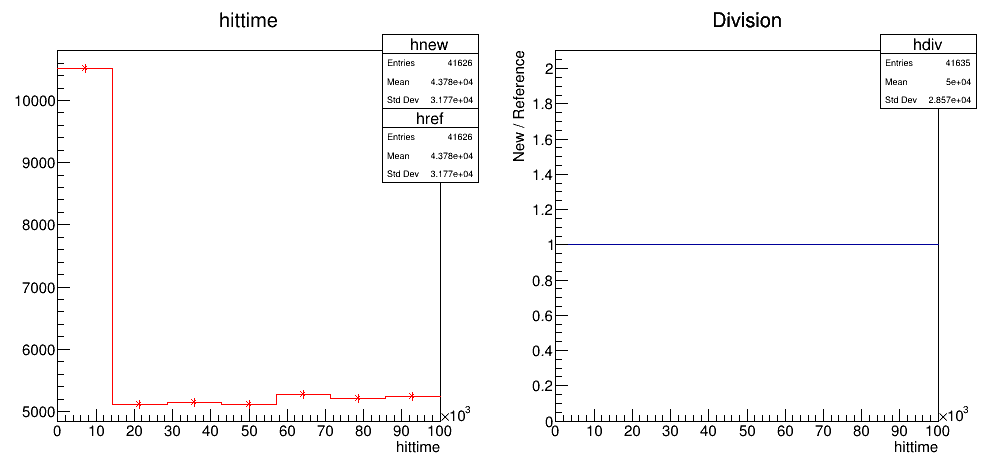 hittime
hnew
Entries 41626
Mean 4.378e+04
Std Dev 3.177e+04
href
Entries 41626
Mean 4.378e+04
Std Dev 3.177e+04
10000
9000
8000
7000
6000
5000
0 10 20 30 40 50 60 70 80 90 100
×10³
hittime
Division
hdiv
Entries 41635
Mean 5e+04
Std Dev 2.857e+04
New / Reference
2
1.8
1.6
1.4
1.2
1
0.8
0.6
0.4
0.2
0
0 10 20 30 40 50 60 70 80 90 100
×10³
hittime